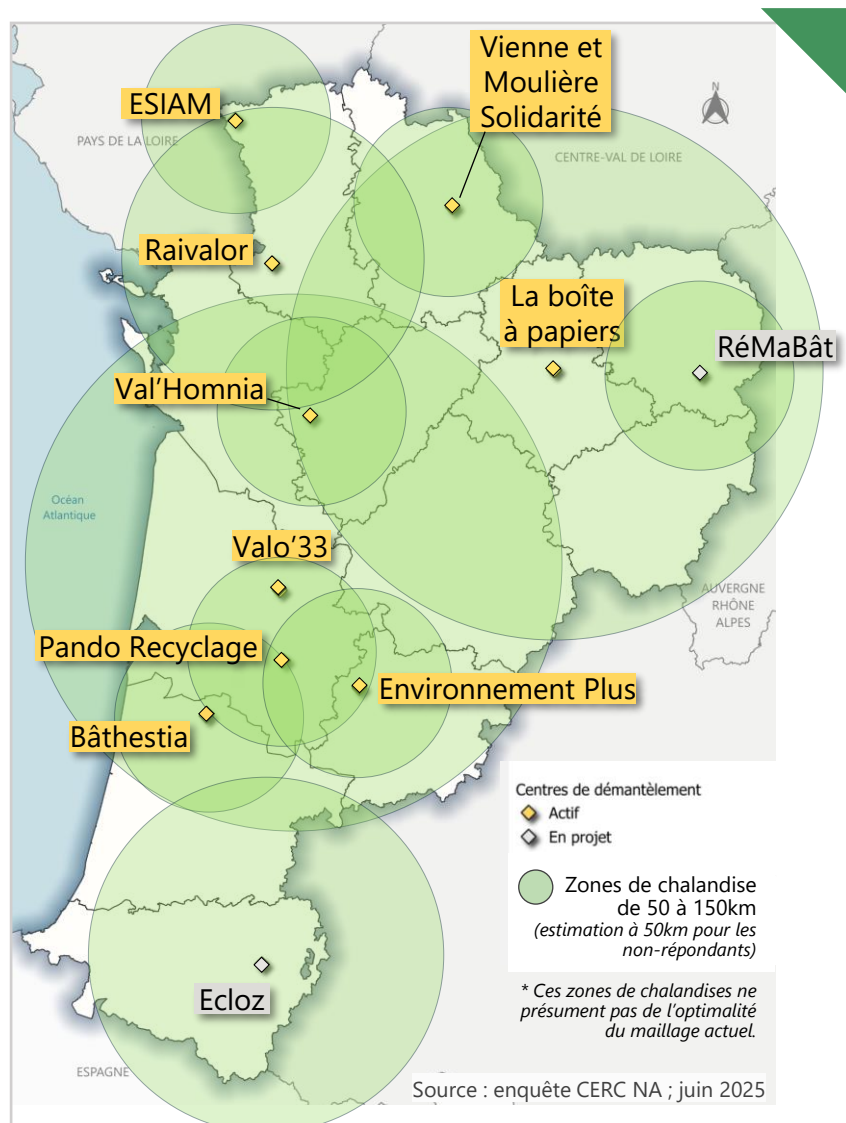 Vienne et
Moulière
Solidarité
ESIAM
PAYS DE LA LOIRE
CENTRE-VAL DE LOIRE
Raivalor
La boîte
à papiers
RéMaBât
Val'Homnia
Océan
Atlantique
Valo'33
AUVERGNE
RHÔNE
ALPES
Pando Recyclage
Environnement Plus
Bâthestia
Centres de démantèlement
Actif
En projet
Zones de chalandise
de 50 à 150km
(estimation à 50km pour les
non-répondants)
Ecloz
* Ces zones de chalandises ne
présument pas de l'optimalité
du maillage actuel.
ESPAGNE
Source : enquête CERC NA ; juin 2025